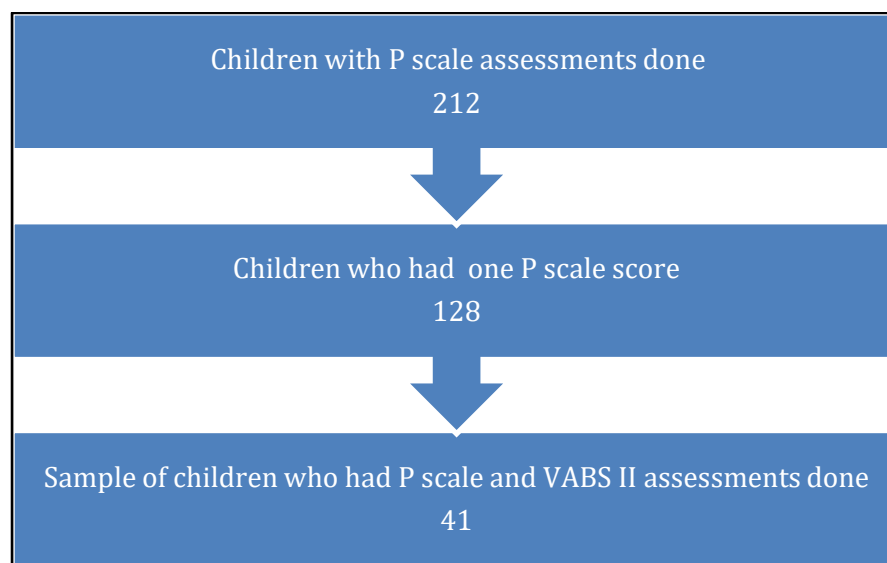 Children with P scale assessments done
212
Children who had one P scale score
128
Sample of children who had P scale and VABS II assessments done
41